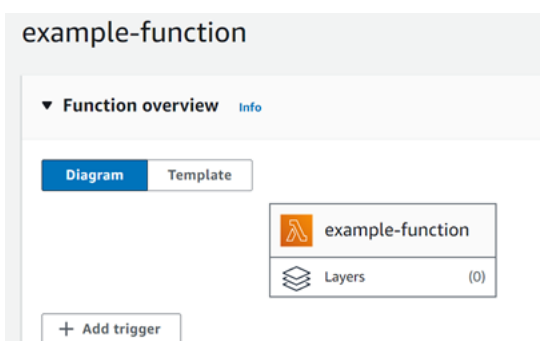 example-function
Function overview Info
Diagram Template
example-function
Layers (0)
+ Add trigger